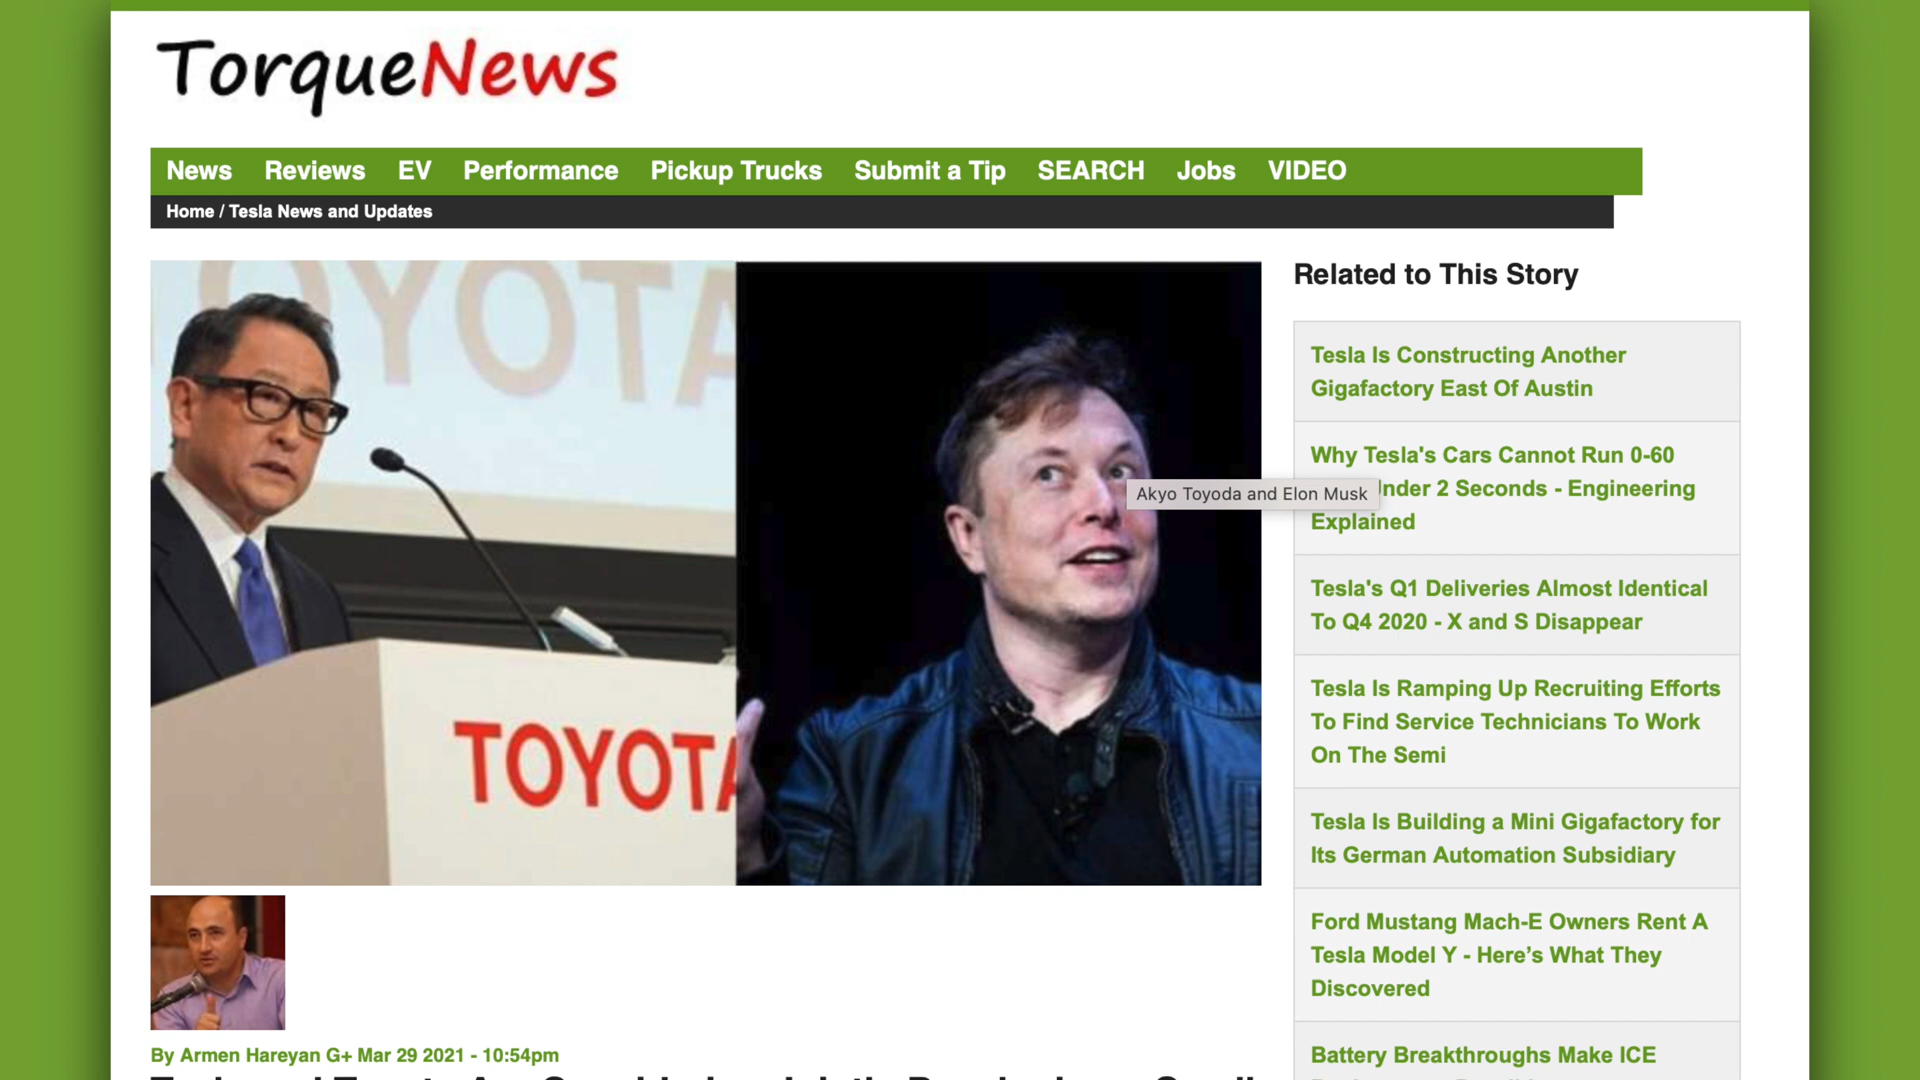 TorqueNews
News Reviews EV Performance Pickup Trucks Submit a Tip SEARCH Jobs VIDEO
Home / Tesla News and Updates
OYOTA
TOYOTA
Akyo Toyoda and Elon Musk
By Armen Hareyan G+ Mar 29 2021 - 10:54pm
Related to This Story
Tesla Is Constructing Another
Gigafactory East Of Austin
Why Tesla's Cars Cannot Run 0-60
nder 2 Seconds - Engineering
Explained
Tesla's Q1 Deliveries Almost Identical
To Q4 2020 - X and S Disappear
Tesla Is Ramping Up Recruiting Efforts
To Find Service Technicians To Work
On The Semi
Tesla Is Building a Mini Gigafactory for
Its German Automation Subsidiary
Ford Mustang Mach-E Owners Rent A
Tesla Model Y - Here’s What They
Discovered
Battery Breakthroughs Make ICE